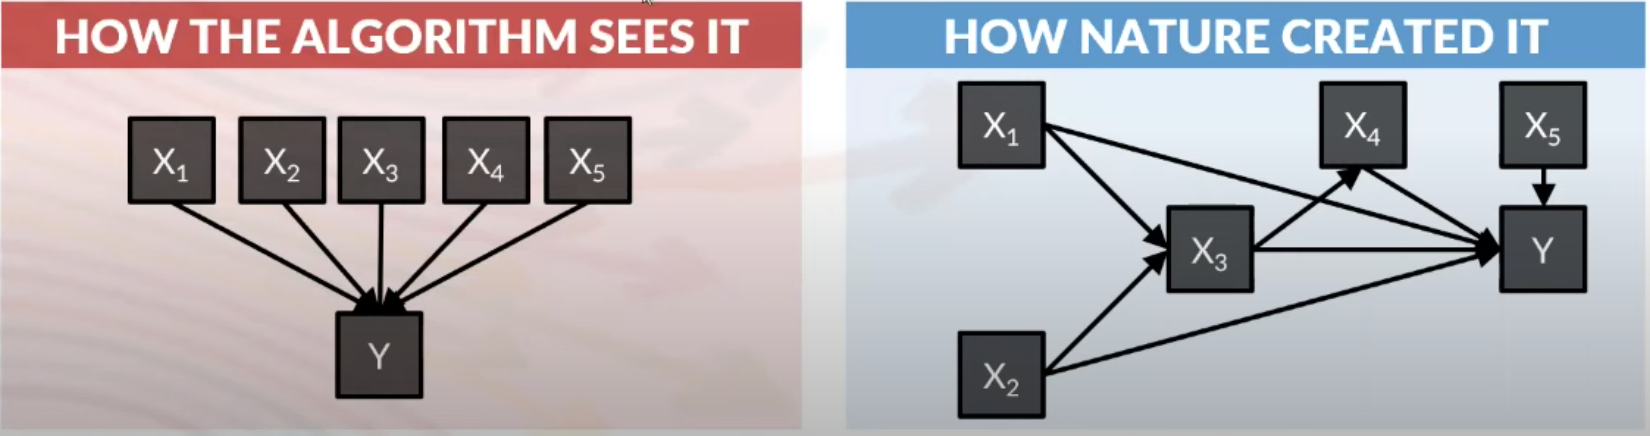 HOW THE ALGORITHM SEES IT
X₁ X₂ X₃ X₄ X₅
Y
HOW NATURE CREATED IT
X₁ X₄ X₅
X₃ Y
X₂